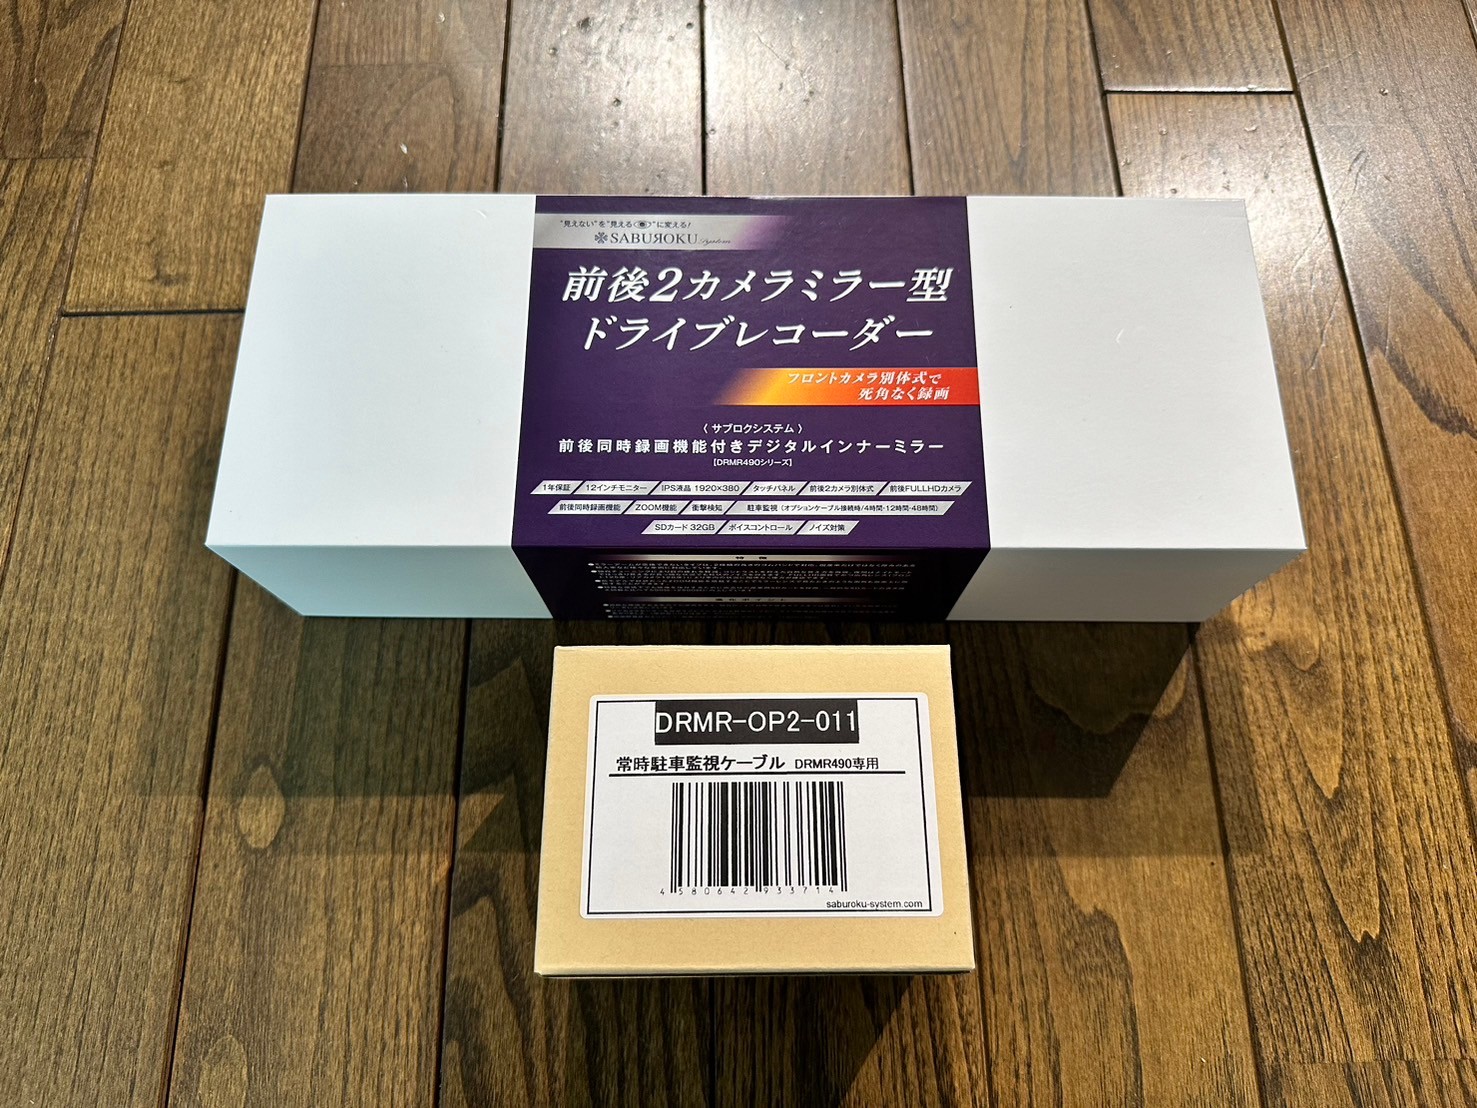 "見えない"を"見える"に変える!
SABUROKU System
前後2カメラミラー型
ドライブレコーダー
フロントカメラ別体式で
死角なく録画
〈 サブロクシステム 〉
前後同時録画機能付きデジタルインナーミラー
[DRMR490シリーズ]
1年保証 12インチモニター IPS液晶 1920×380 タッチパネル 前後2カメラ別体式 前後FULLHDカメラ
前後同時録画機能 ZOOM機能 衝撃検知 駐車監視(オプションケーブル接続時/4時間・12時間・48時間)
SDカード 32GB ボイスコントロール ノイズ対策
特 徴
DRMR-OP2-011
常時駐車監視ケーブル DRMR490専用
4580642933714
saburoku-system.com